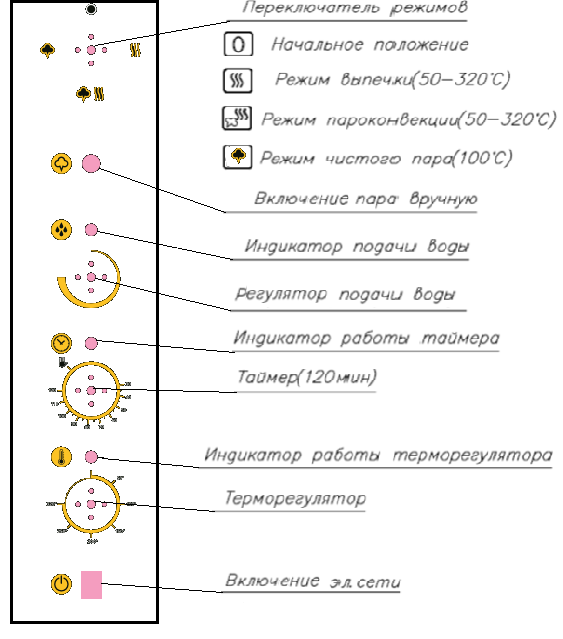 Переключатель режимов
0 Начальное положение
Режим выпечки(50-320°С)
Режим пароконвекции(50-320°С)
Режим чистого пара(100°С)
Включение пара вручную
Индикатор подачи воды
Регулятор подачи воды
Индикатор работы таймера
Таймер(120мин)
Индикатор работы терморегулятора
Терморегулятор
Включение эл.сети